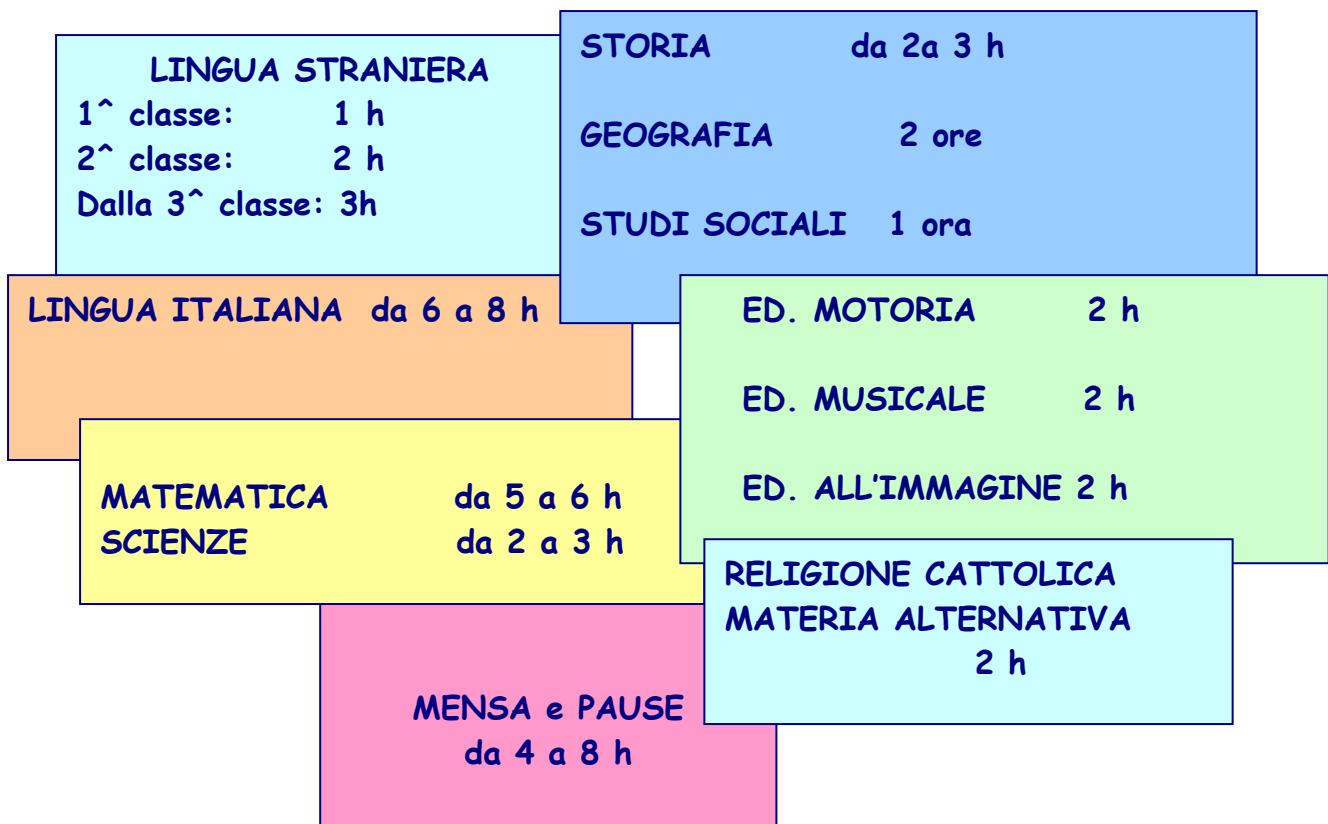 LINGUA STRANIERA
1^ classe: 1 h
2^ classe: 2 h
Dalla 3^ classe: 3h
STORIA da 2a 3 h
GEOGRAFIA 2 ore
STUDI SOCIALI 1 ora
LINGUA ITALIANA da 6 a 8 h
ED. MOTORIA 2 h
ED. MUSICALE 2 h
ED. ALL'IMMAGINE 2 h
MATEMATICA da 5 a 6 h
SCIENZE da 2 a 3 h
RELIGIONE CATTOLICA
MATERIA ALTERNATIVA
2 h
MENSA e PAUSE
da 4 a 8 h